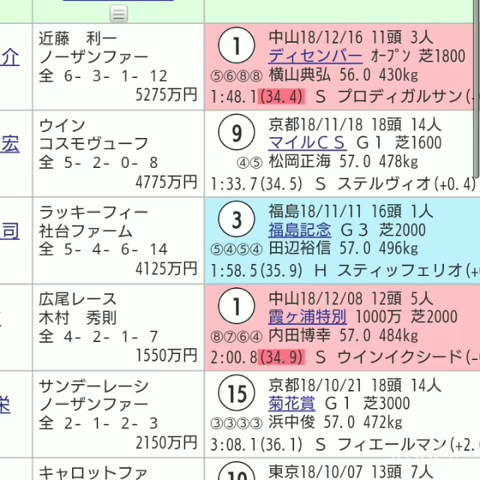 介
近藤　利一
ノーザンファー
全 6- 3- 1- 12
5275万円
① 中山18/12/16 11頭 3人
ディセンバー オープン 芝1800
⑤⑥⑧⑧ 横山典弘 56.0 430kg
1:48.1(34.4) S プロディガルサン(-
宏
ウイン
コスモヴューフ
全 5- 2- 0- 8
4775万円
⑨ 京都18/11/18 18頭 14人
マイルＣＳ Ｇ１ 芝1600
④⑤ 松岡正海 57.0 478kg
1:33.7(34.5) S ステルヴィオ(+0.4)
司
ラッキーフィー
社台ファーム
全 5- 4- 6- 14
4125万円
③ 福島18/11/11 16頭 1人
福島記念 Ｇ３ 芝2000
⑤④⑤④ 田辺裕信 57.0 496kg
1:58.5(35.9) H スティッフェリオ(+
広尾レース
木村　秀則
全 4- 2- 1- 7
1550万円
① 中山18/12/08 12頭 5人
霞ヶ浦特別 1000万 芝2000
⑧⑦⑥④ 内田博幸 57.0 484kg
2:00.8(34.9) S ウインイクシード(-
栄
サンデーレーシ
ノーザンファー
全 2- 1- 2- 3
2150万円
⑮ 京都18/10/21 18頭 14人
菊花賞 Ｇ１ 芝3000
③③③③ 浜中俊 57.0 472kg
3:08.1(36.1) S フィエールマン(+2.
キャロットファ
東京18/10/07 13頭 7人